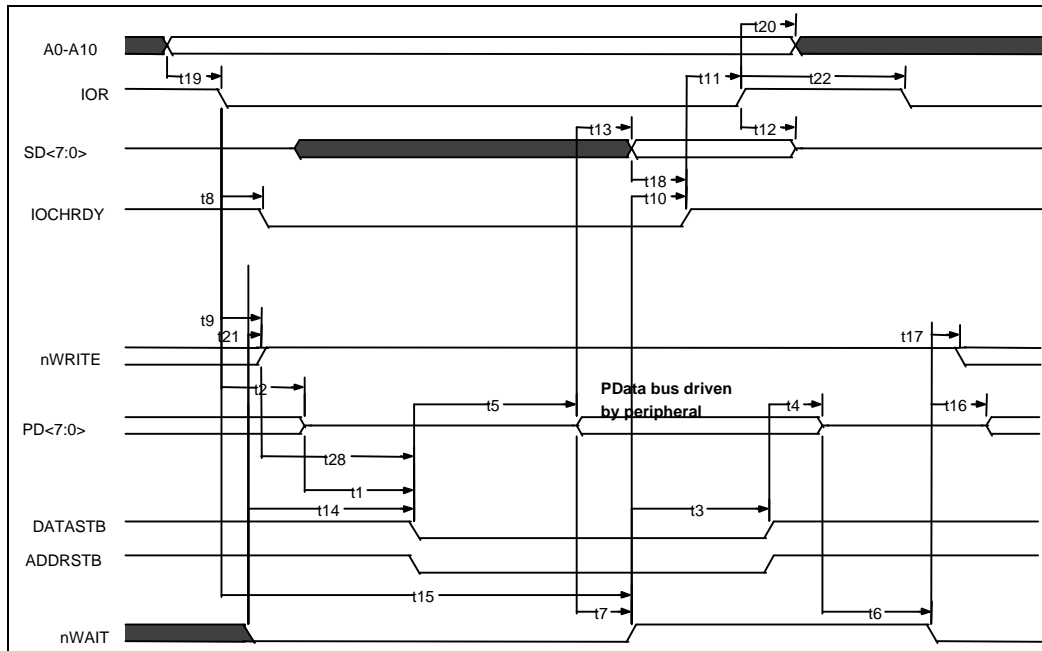 t20
A0-A10
t19
t11
t22
IOR
t13
t12
SD<7:0>
t18
t8
t10
IOCHRDY
t9
t21
t17
nWRITE
t2
PData bus driven
by peripheral
t5
t4
t16
PD<7:0>
t28
t1
t14
t3
DATASTB
ADDRSTB
t15
t7
t6
nWAIT